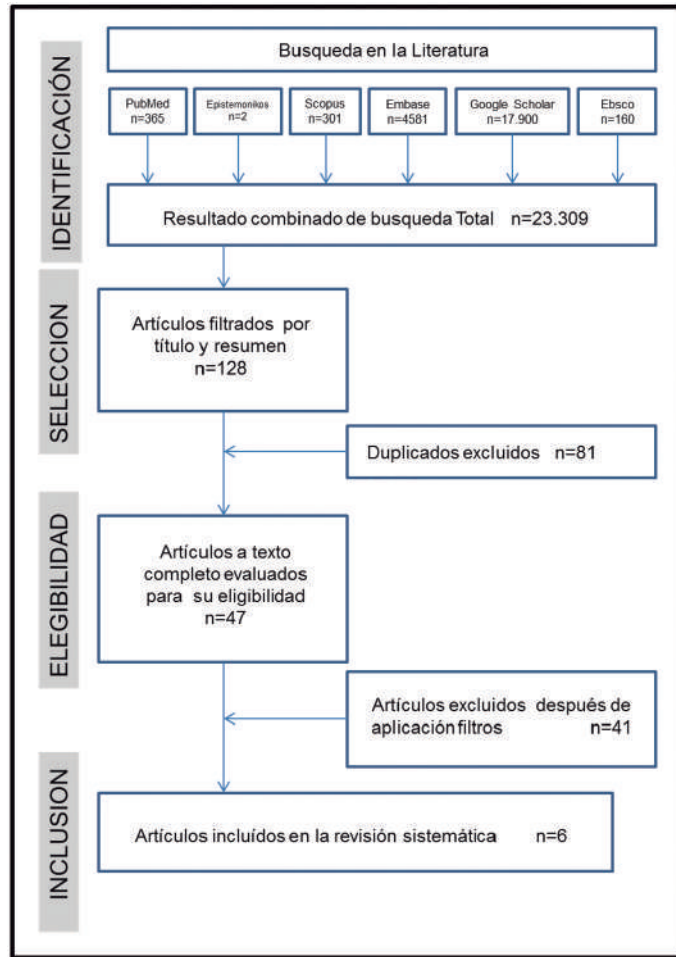 IDENTIFICACIÓN
Busqueda en la Literatura
PubMed
n=365
Epistemonikos
n=2
Scopus
n=301
Embase
n=4581
Google Scholar
n=17.900
Ebsco
n=160
Resultado combinado de busqueda Total n=23.309
SELECCION
Artículos filtrados por
título y resumen
n=128
Duplicados excluidos n=81
ELEGIBILIDAD
Artículos a texto
completo evaluados
para su eligibilidad
n=47
Artículos excluidos después de
aplicación filtros n=41
INCLUSION
Artículos incluídos en la revisión sistemática n=6